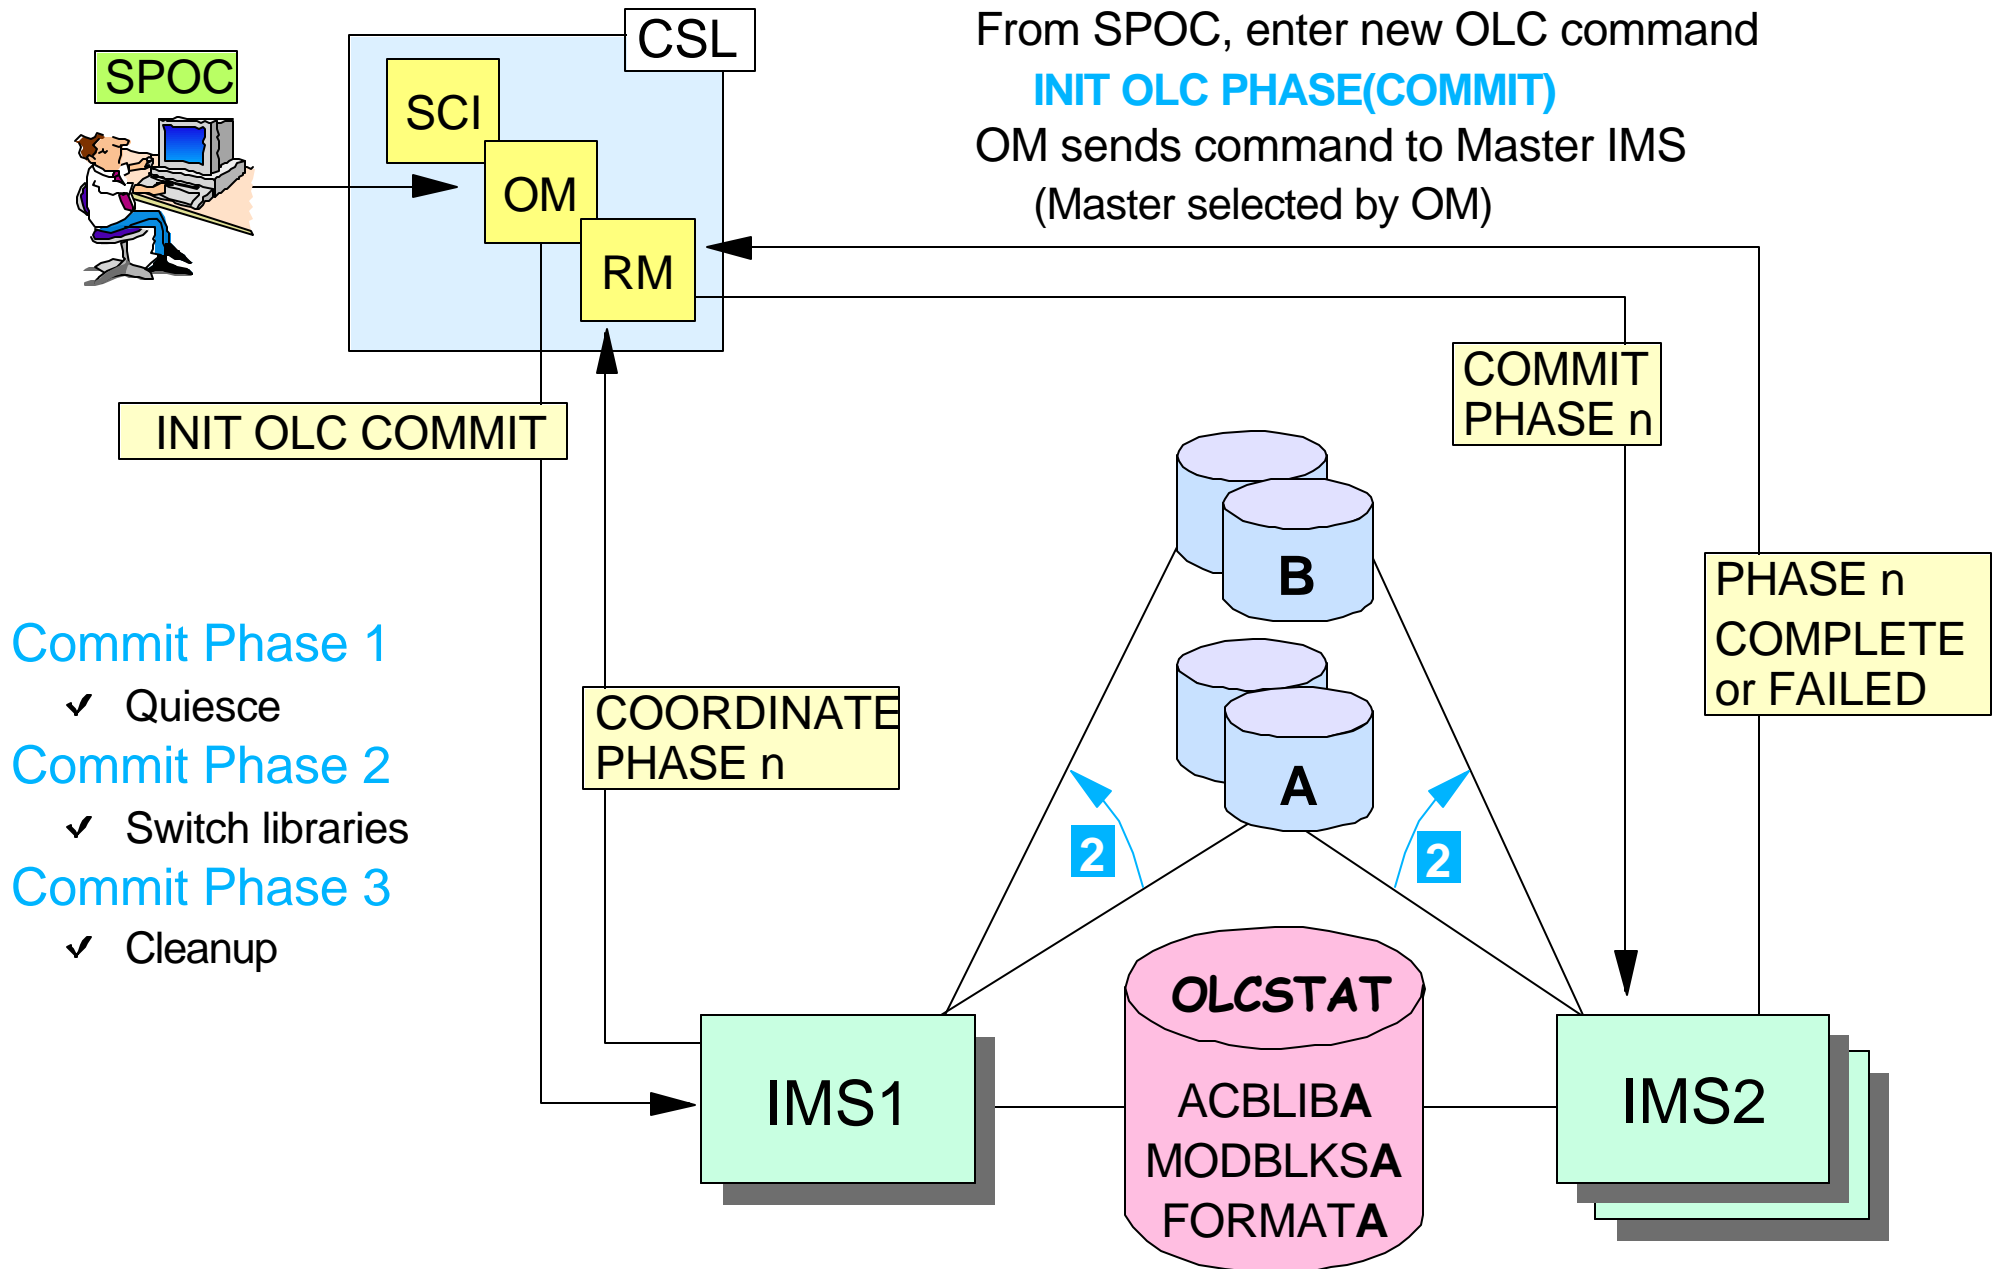 From SPOC, enter new OLC command
INIT OLC PHASE(COMMIT)
OM sends command to Master IMS
(Master selected by OM)
CSL
SPOC
SCI
OM
RM
INIT OLC COMMIT
COMMIT
PHASE n
PHASE n
COMPLETE
or FAILED
COORDINATE
PHASE n
Commit Phase 1
✓ Quiesce
Commit Phase 2
✓ Switch libraries
Commit Phase 3
✓ Cleanup
B
A
2
2
OLCSTAT
ACBLIBA
MODBLKSA
FORMATA
IMS1
IMS2